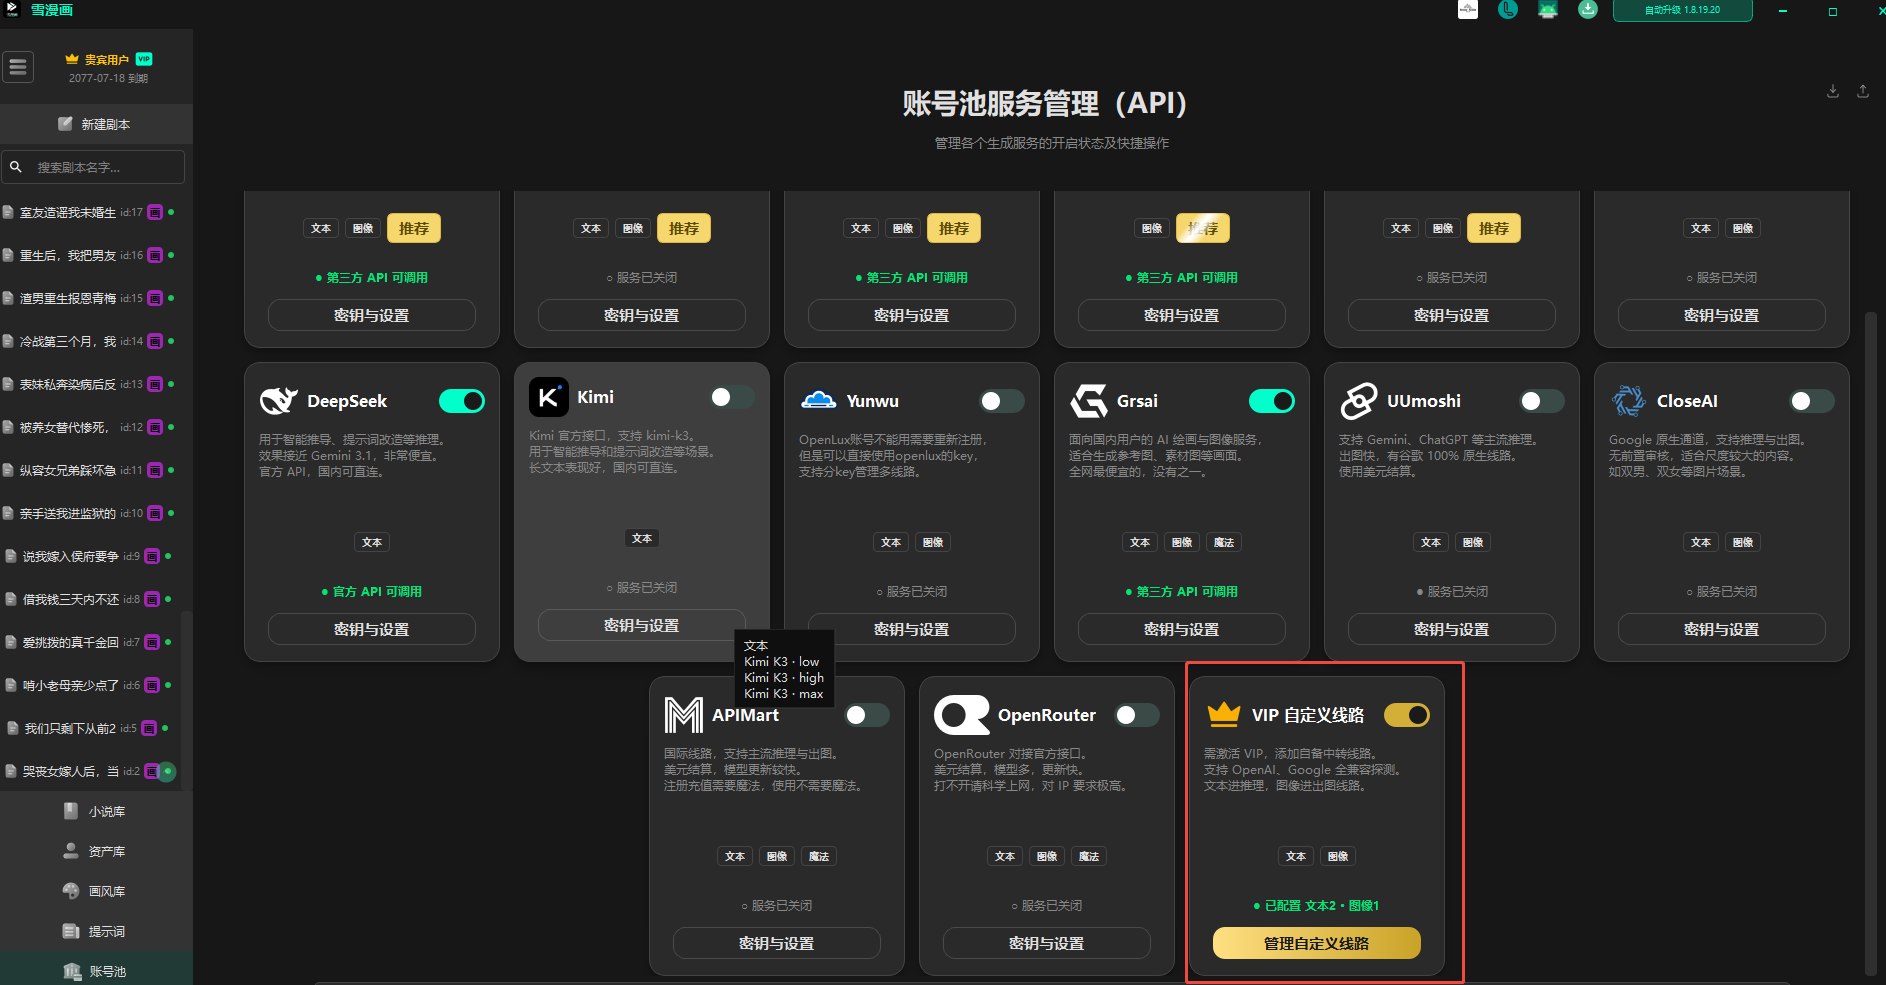 雪漫画
自动升级 1.8.19.20
贵宾用户 VIP
2077-07-18 到期
新建剧本
搜索剧本名字...
室友造谣我未婚生 id:17 画
重生后，我把男友 id:16 画
渣男重生报恩青梅 id:15 画
冷战第三个月，我 id:14 画
表妹私奔染病后反 id:13 画
被养女替代惨死， id:12 画
纵容女兄弟踩坏急 id:11 画
亲手送我进监狱的 id:10 画
说我嫁入侯府要争 id:9 画
借我钱三天内不还 id:8 画
爱挑拨的真千金回 id:7 画
啃小老母亲少点了 id:6 画
我们只剩下从前2 id:5 画
哭丧女嫁人后，当 id:2 画
小说库
资产库
画风库
提示词
账号池
账号池服务管理（API）
管理各个生成服务的开启状态及快捷操作
文本 图像 推荐
● 第三方 API 可调用
密钥与设置
文本 图像 推荐
○ 服务已关闭
密钥与设置
文本 图像 推荐
● 第三方 API 可调用
密钥与设置
图像 推荐
● 第三方 API 可调用
密钥与设置
文本 图像 推荐
○ 服务已关闭
密钥与设置
文本 图像
○ 服务已关闭
密钥与设置
DeepSeek
用于智能推导、提示词改造等推理。
效果接近 Gemini 3.1，非常便宜。
官方 API，国内可直连。
文本
● 官方 API 可调用
密钥与设置
Kimi
Kimi 官方接口，支持 kimi-k3。
用于智能推导和提示词改造等场景。
长文本表现好，国内可直连。
文本
○ 服务已关闭
密钥与设置
文本
Kimi K3 · low
Kimi K3 · high
Kimi K3 · max
Yunwu
OpenLux账号不能用需要重新注册，
但是可以直接使用openlux的key，
支持分key管理多线路。
文本 图像
○ 服务已关闭
密钥与设置
Grsai
面向国内用户的 AI 绘画与图像服务，
适合生成参考图、素材图等画面。
全网最便宜的，没有之一。
文本 图像 魔法
● 第三方 API 可调用
密钥与设置
UUmoshi
支持 Gemini、ChatGPT 等主流推理。
出图快，有谷歌 100% 原生线路。
使用美元结算。
文本 图像
● 服务已关闭
密钥与设置
CloseAI
Google 原生通道，支持推理与出图。
无前置审核，适合尺度较大的内容。
如双男、双女等图片场景。
文本 图像
○ 服务已关闭
密钥与设置
APIMart
国际线路，支持主流推理与出图。
美元结算，模型更新较快。
注册充值需要魔法，使用不需要魔法。
文本 图像 魔法
○ 服务已关闭
密钥与设置
OpenRouter
OpenRouter 对接官方接口。
美元结算，模型多，更新快。
打不开请科学上网，对 IP 要求极高。
文本 图像 魔法
○ 服务已关闭
密钥与设置
VIP 自定义线路
需激活 VIP，添加自备中转线路。
支持 OpenAI、Google 全兼容探测。
文本进推理，图像进出图线路。
文本 图像
● 已配置 文本2 · 图像1
管理自定义线路